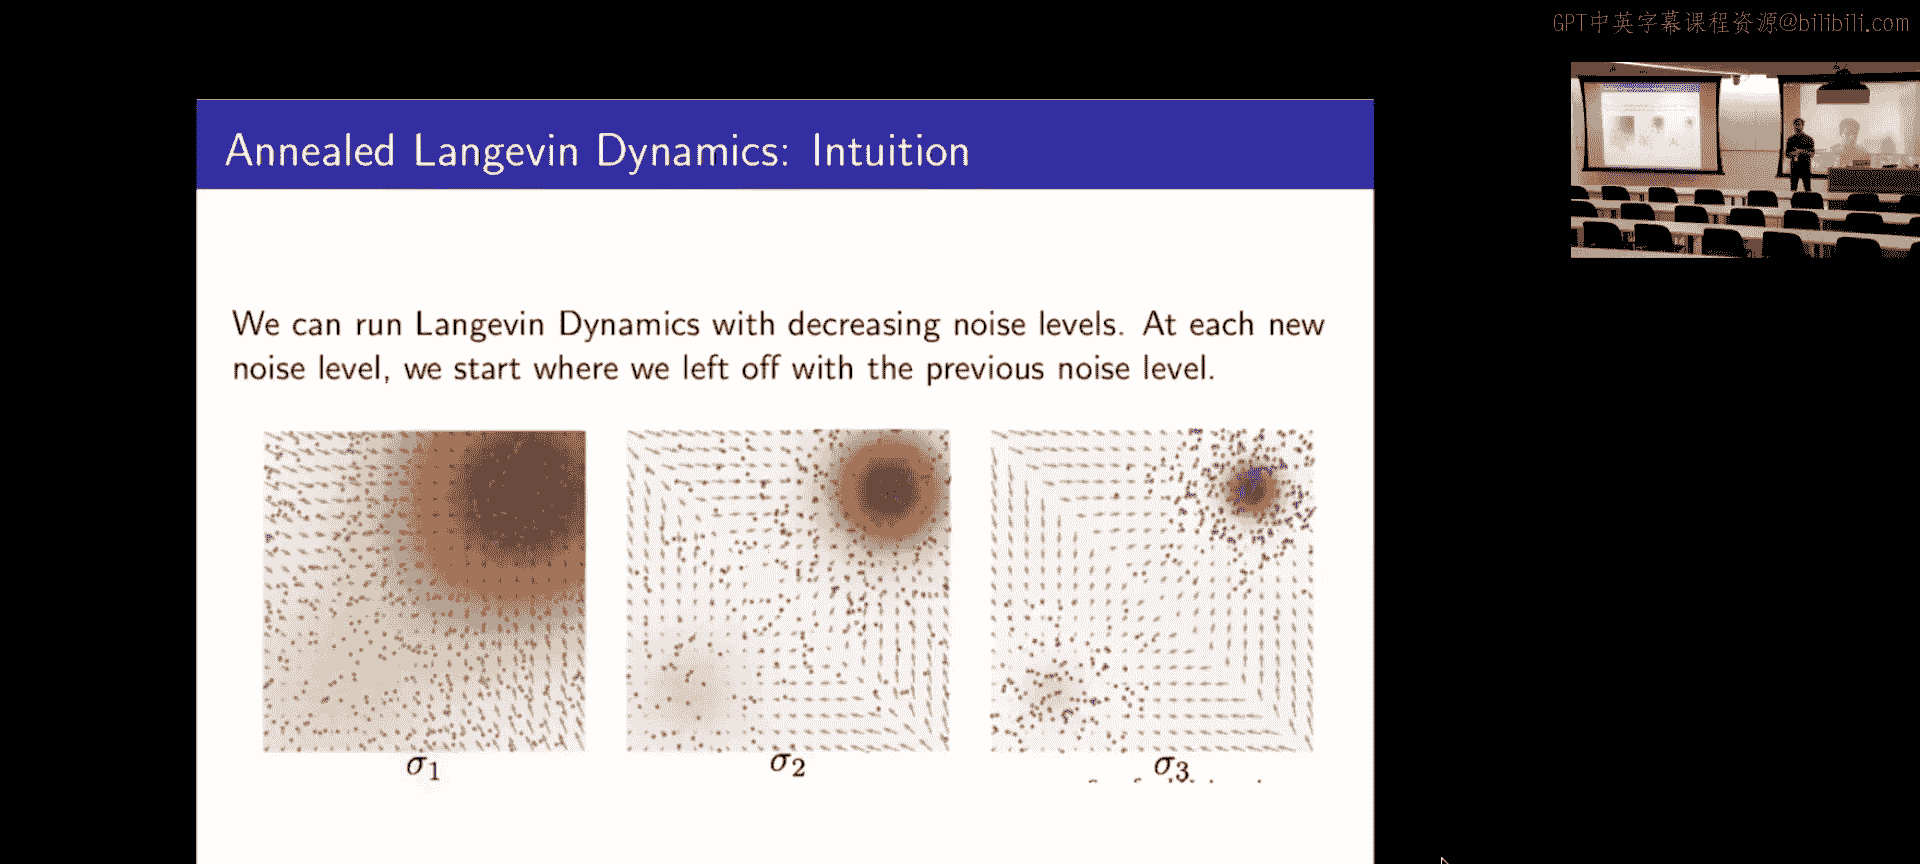 GPT中英字幕课程资源@bilibili.com
Annealed Langevin Dynamics: Intuition
We can run Langevin Dynamics with decreasing noise levels. At each new
noise level, we start where we left off with the previous noise level.
σ₁ σ₂ σ₃